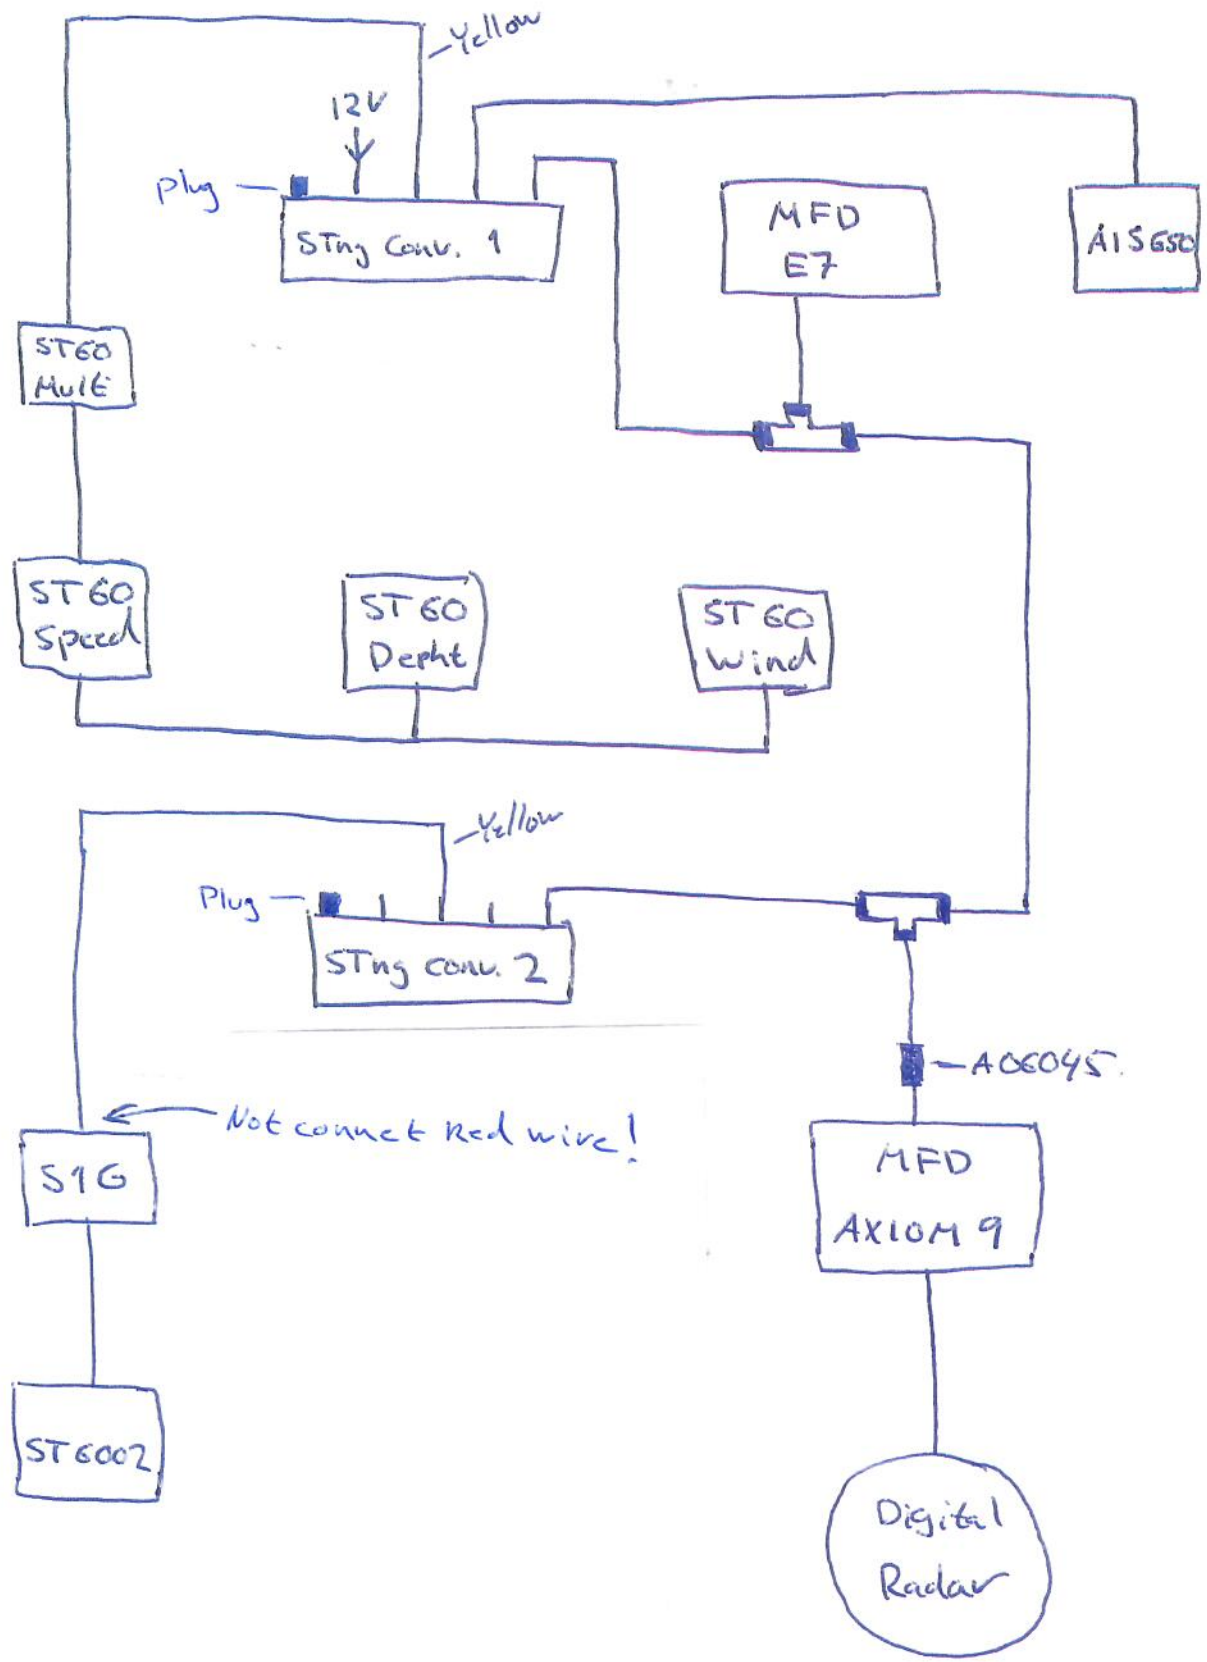 Yellow
12V
Plug
STng Conv. 1
MFD
E7
AIS650
ST60
Mult
ST60
Speed
ST60
Depht
ST60
Wind
Yellow
Plug
STng conv. 2
A06045.
Not connect Red wire!
S1G
MFD
AXIOM 9
ST6002
Digital
Radar